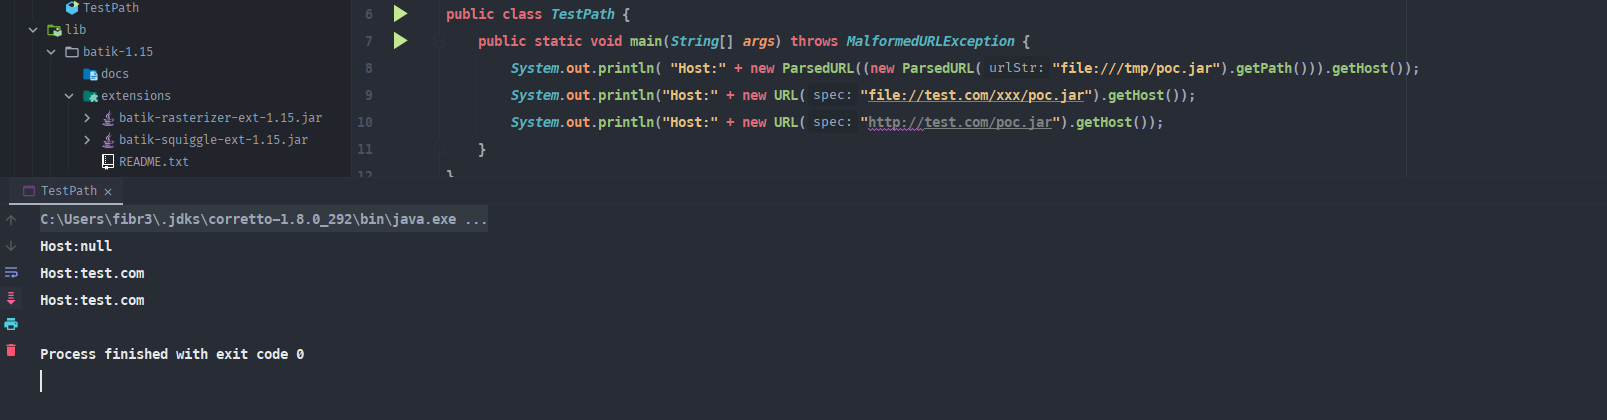 TestPath
lib
batik-1.15
docs
extensions
batik-rasterizer-ext-1.15.jar
batik-squiggle-ext-1.15.jar
README.txt
6 public class TestPath {
7 public static void main(String[] args) throws MalformedURLException {
8 System.out.println( "Host:" + new ParsedURL((new ParsedURL( urlStr: "file:///tmp/poc.jar").getPath())).getHost());
9 System.out.println("Host:" + new URL( spec: "file://test.com/xxx/poc.jar").getHost());
10 System.out.println("Host:" + new URL( spec: "http://test.com/poc.jar").getHost());
11 }
12 }
TestPath ×
C:\Users\fibr3\.jdks\corretto-1.8.0_292\bin\java.exe ...
Host:null
Host:test.com
Host:test.com
Process finished with exit code 0